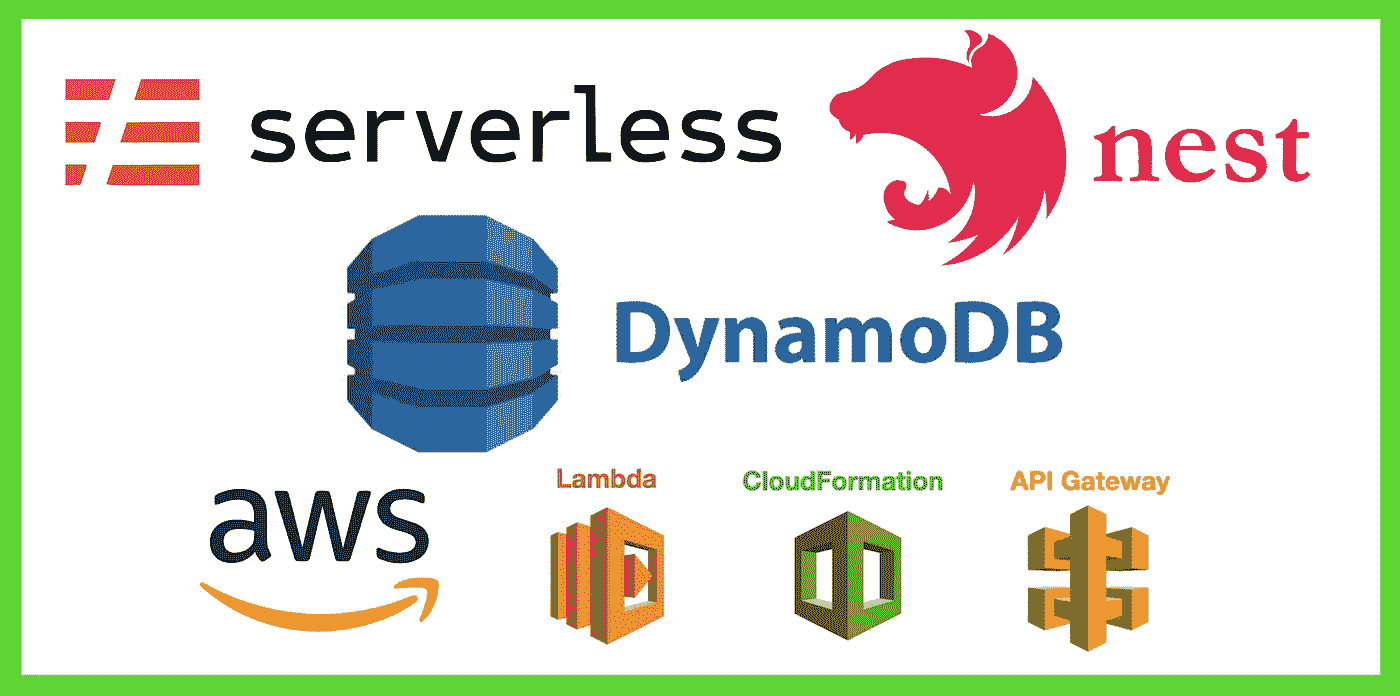 serverless
nest
DynamoDB
aws
Lambda
CloudFormation
API Gateway